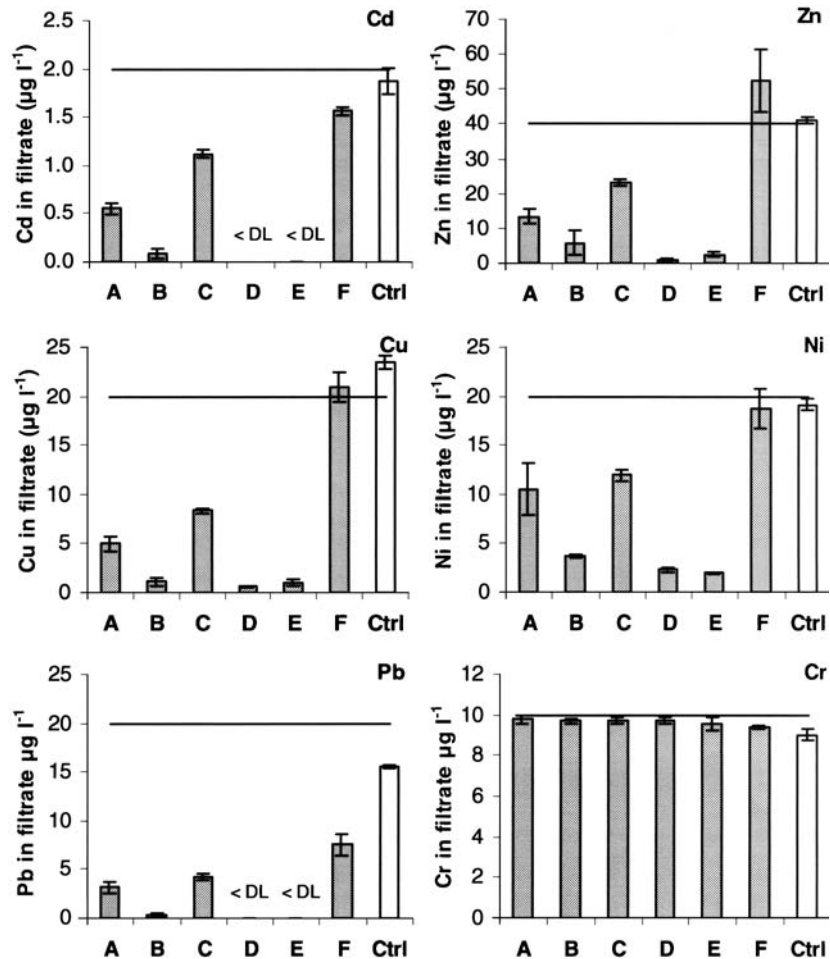 Cd
Cd in filtrate (µg l⁻¹)
2.5
2.0
1.5
1.0
0.5
0.0
< DL
< DL
A B C D E F Ctrl
Zn
Zn in filtrate (µg l⁻¹)
70
60
50
40
30
20
10
0
A B C D E F Ctrl
Cu
Cu in filtrate (µg l⁻¹)
25
20
15
10
5
0
A B C D E F Ctrl
Ni
Ni in filtrate (µg l⁻¹)
25
20
15
10
5
0
A B C D E F Ctrl
Pb
Pb in filtrate µg l⁻¹)
25
20
15
10
5
0
< DL
< DL
A B C D E F Ctrl
Cr
Cr in filtrate µg l⁻¹)
12
10
8
6
4
2
0
A B C D E F Ctrl